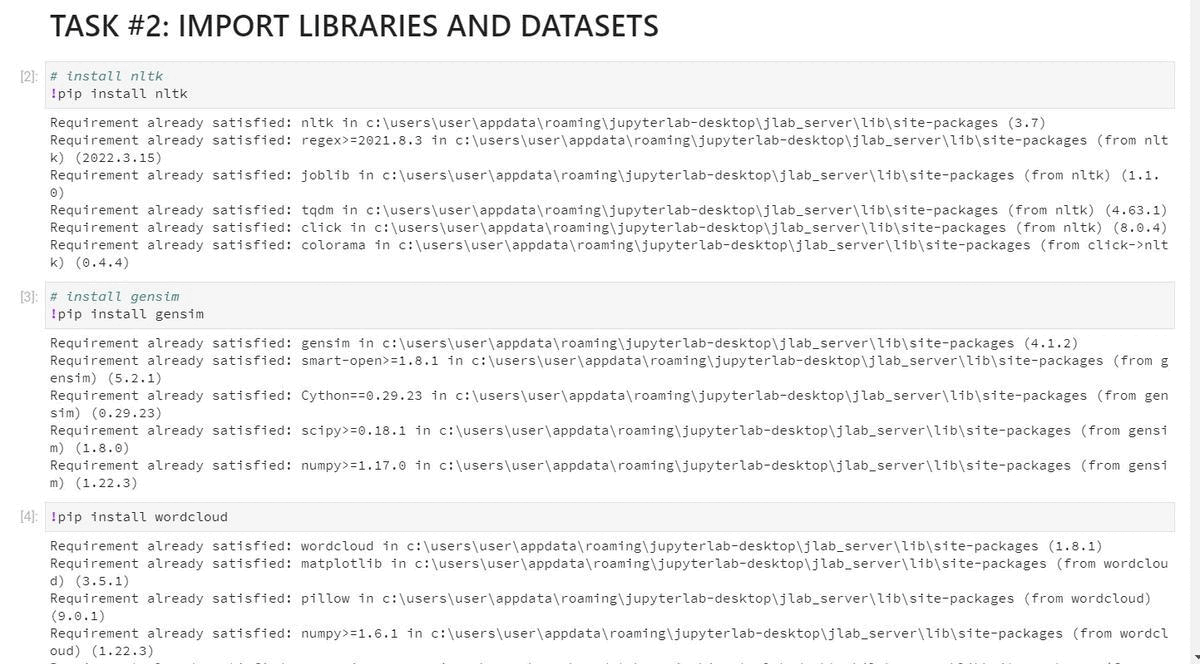 TASK #2: IMPORT LIBRARIES AND DATASETS
[2]: # install nltk
!pip install nltk
Requirement already satisfied: nltk in c:\users\user\appdata\roaming\jupyterlab-desktop\jlab_server\lib\site-packages (3.7)
Requirement already satisfied: regex>=2021.8.3 in c:\users\user\appdata\roaming\jupyterlab-desktop\jlab_server\lib\site-packages (from nlt
k) (2022.3.15)
Requirement already satisfied: joblib in c:\users\user\appdata\roaming\jupyterlab-desktop\jlab_server\lib\site-packages (from nltk) (1.1.
0)
Requirement already satisfied: tqdm in c:\users\user\appdata\roaming\jupyterlab-desktop\jlab_server\lib\site-packages (from nltk) (4.63.1)
Requirement already satisfied: click in c:\users\user\appdata\roaming\jupyterlab-desktop\jlab_server\lib\site-packages (from nltk) (8.0.4)
Requirement already satisfied: colorama in c:\users\user\appdata\roaming\jupyterlab-desktop\jlab_server\lib\site-packages (from click->nlt
k) (0.4.4)
[3]: # install gensim
!pip install gensim
Requirement already satisfied: gensim in c:\users\user\appdata\roaming\jupyterlab-desktop\jlab_server\lib\site-packages (4.1.2)
Requirement already satisfied: smart-open>=1.8.1 in c:\users\user\appdata\roaming\jupyterlab-desktop\jlab_server\lib\site-packages (from g
ensim) (5.2.1)
Requirement already satisfied: Cython==0.29.23 in c:\users\user\appdata\roaming\jupyterlab-desktop\jlab_server\lib\site-packages (from gen
sim) (0.29.23)
Requirement already satisfied: scipy>=0.18.1 in c:\users\user\appdata\roaming\jupyterlab-desktop\jlab_server\lib\site-packages (from gensi
m) (1.8.0)
Requirement already satisfied: numpy>=1.17.0 in c:\users\user\appdata\roaming\jupyterlab-desktop\jlab_server\lib\site-packages (from gensi
m) (1.22.3)
[4]: !pip install wordcloud
Requirement already satisfied: wordcloud in c:\users\user\appdata\roaming\jupyterlab-desktop\jlab_server\lib\site-packages (1.8.1)
Requirement already satisfied: matplotlib in c:\users\user\appdata\roaming\jupyterlab-desktop\jlab_server\lib\site-packages (from wordclou
d) (3.5.1)
Requirement already satisfied: pillow in c:\users\user\appdata\roaming\jupyterlab-desktop\jlab_server\lib\site-packages (from wordcloud)
(9.0.1)
Requirement already satisfied: numpy>=1.6.1 in c:\users\user\appdata\roaming\jupyterlab-desktop\jlab_server\lib\site-packages (from wordcl
oud) (1.22.3)